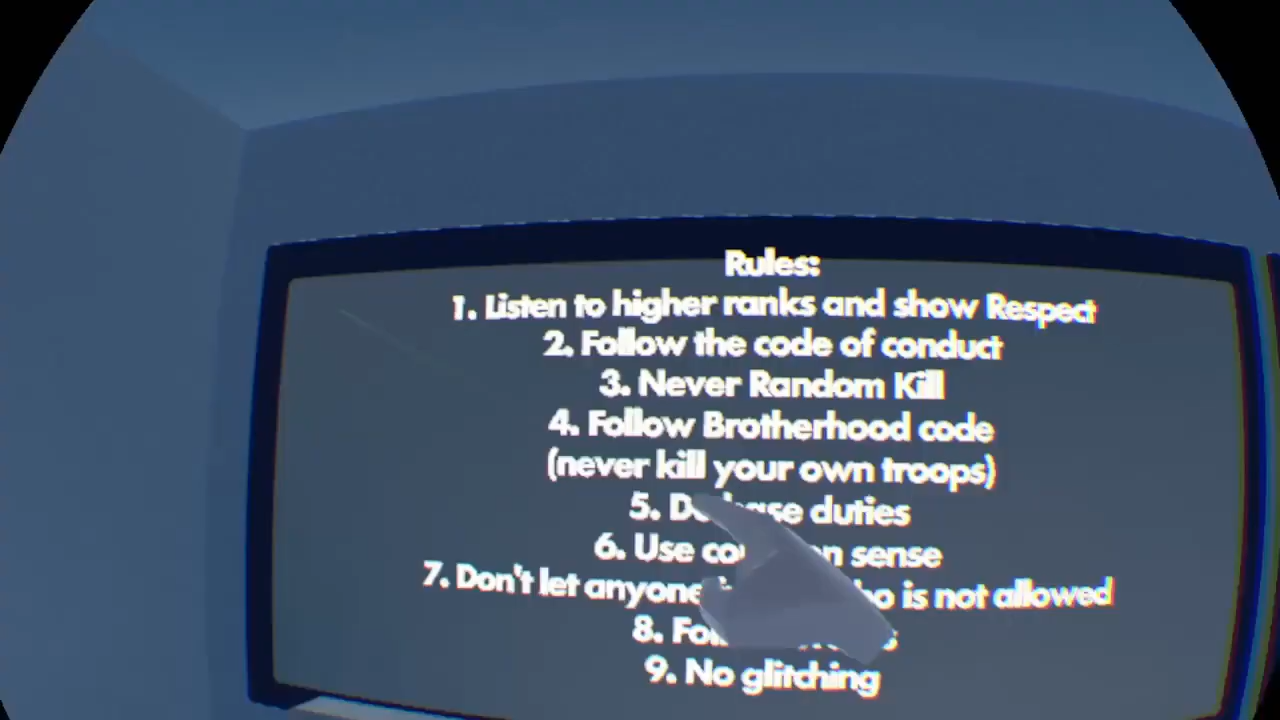 Rules:
1. Listen to higher ranks and show Respect
2. Follow the code of conduct
3. Never Random Kill
4. Follow Brotherhood code
(never kill your own troops)
5. duties
6. Use sense
7. Don't let anyone is not allowed
8.
9. No glitching